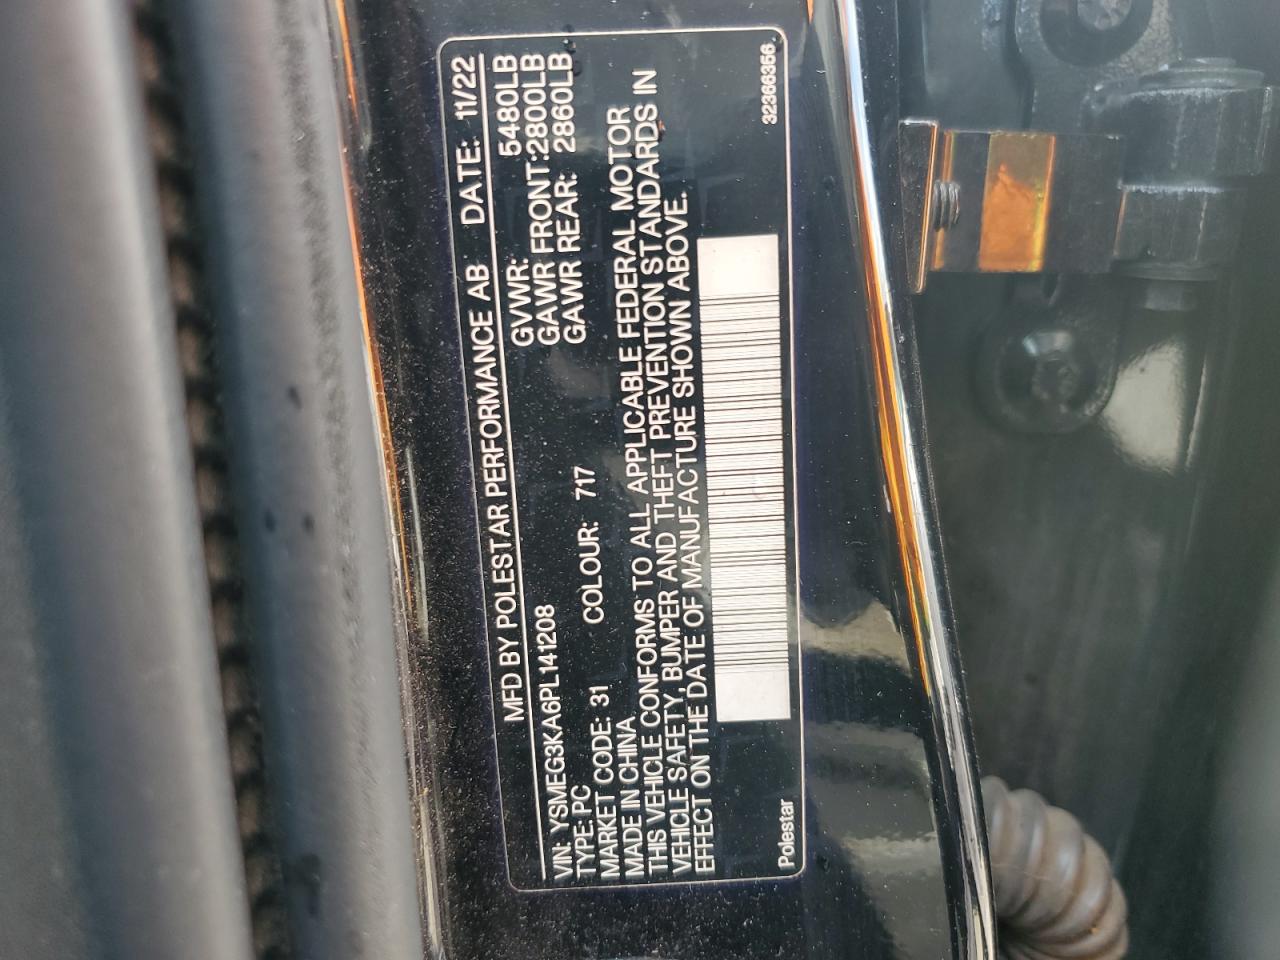 MFD BY POLESTAR PERFORMANCE AB DATE: 11/22
GVWR: 5480LB
GAWR FRONT:2800LB
VIN: YSMEG3KA6PL141208 GAWR REAR: 2860LB
TYPE: PC
MARKET CODE: 31 COLOUR: 717
MADE IN CHINA
THIS VEHICLE CONFORMS TO ALL APPLICABLE FEDERAL MOTOR
VEHICLE SAFETY, BUMPER AND THEFT PREVENTION STANDARDS IN
EFFECT ON THE DATE OF MANUFACTURE SHOWN ABOVE.
Polestar 32366356